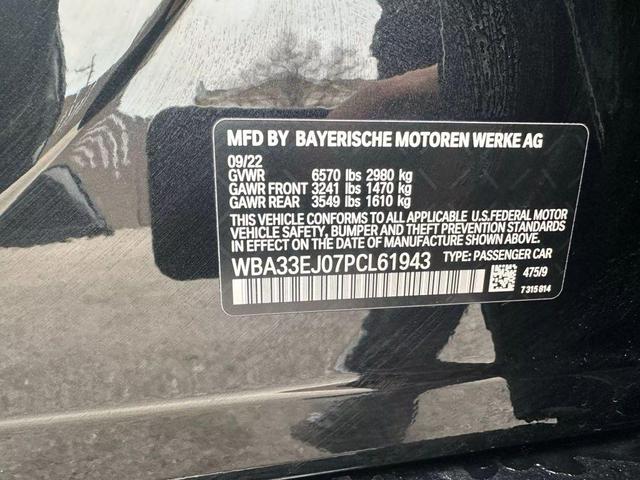 MFD BY BAYERISCHE MOTOREN WERKE AG
09/22
GVWR 6570 lbs 2980 kg
GAWR FRONT 3241 lbs 1470 kg
GAWR REAR 3549 lbs 1610 kg
THIS VEHICLE CONFORMS TO ALL APPLICABLE U.S.FEDERAL MOTOR
VEHICLE SAFETY, BUMPER AND THEFT PREVENTION STANDARDS
IN EFFECT ON THE DATE OF MANUFACTURE SHOWN ABOVE.
WBA33EJ07PCL61943 TYPE: PASSENGER CAR
475/9
7315814